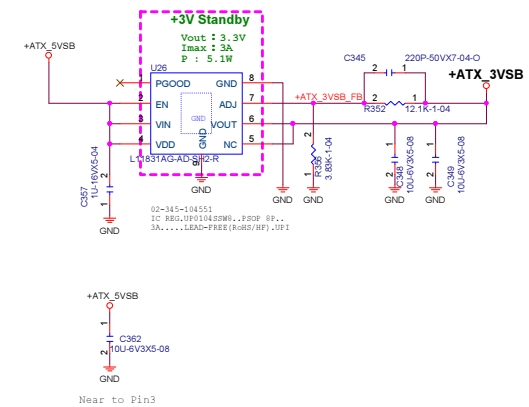 +3V Standby
Vout : 3.3V
Imax : 3A
P : 5.1W
+ATX_5VSB
U26
1 PGOOD GND 8
2 EN ADJ 7
3 VIN VOUT 6
4 VDD NC 5
GND
GND
9
L11831AG-AD-SH2-R
GND
C345 220P-50VX7-04-O
2 1
+ATX_3VSB
+ATX_3VSB_FB
2 1
R352 12.1K-1-04
C357
1U-16VX5-04
2 1
GND
2 1
3.83K-1-04
GND
GND
2 1
C348
10U-6V3X5-08
GND
2 1
C349
10U-6V3X5-08
GND
02-345-104551
IC REG.UP0104SSW8..PSOP 8P..
3A.....LEAD-FREE(RoHS/HF).UPI
+ATX_5VSB
1
C362
2 10U-6V3X5-08
GND
Near to Pin3